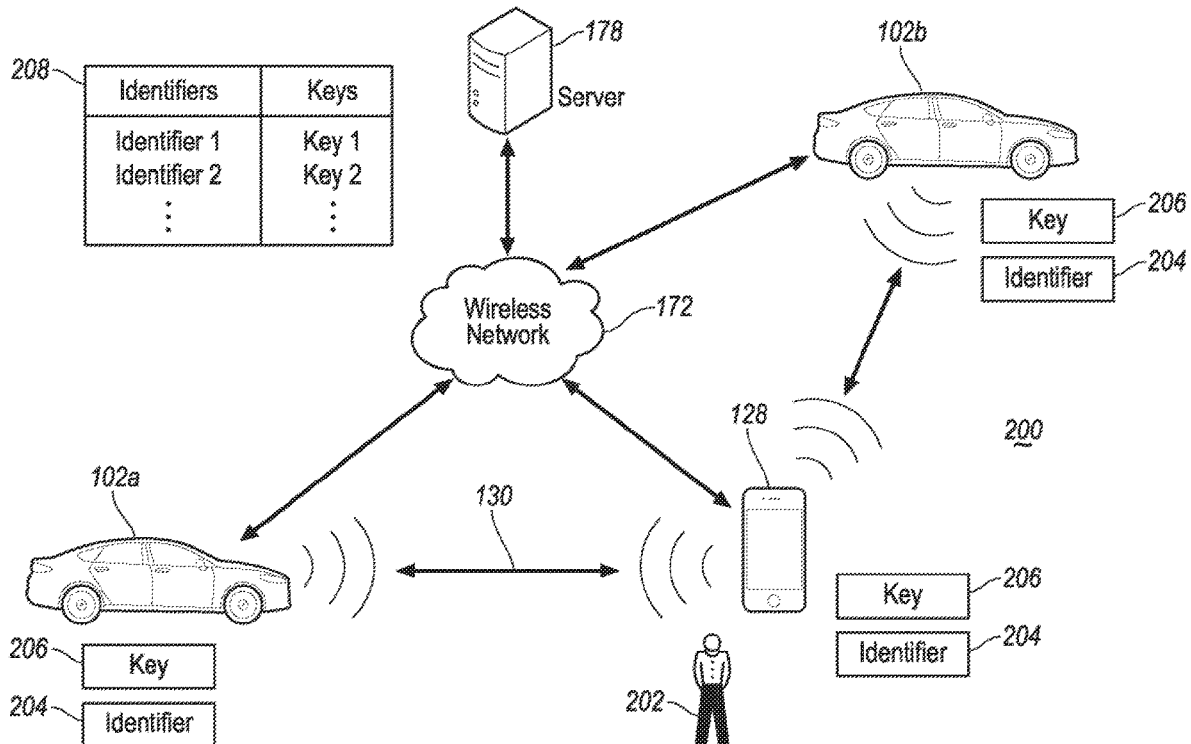 178
102b
208
Identifiers Keys
Server
Identifier 1 Key 1
Identifier 2 Key 2
Key 206
Identifier 204
Wireless
Network
172
128
200
102a
130
Key 206
Identifier 204
206 Key
204 Identifier
202